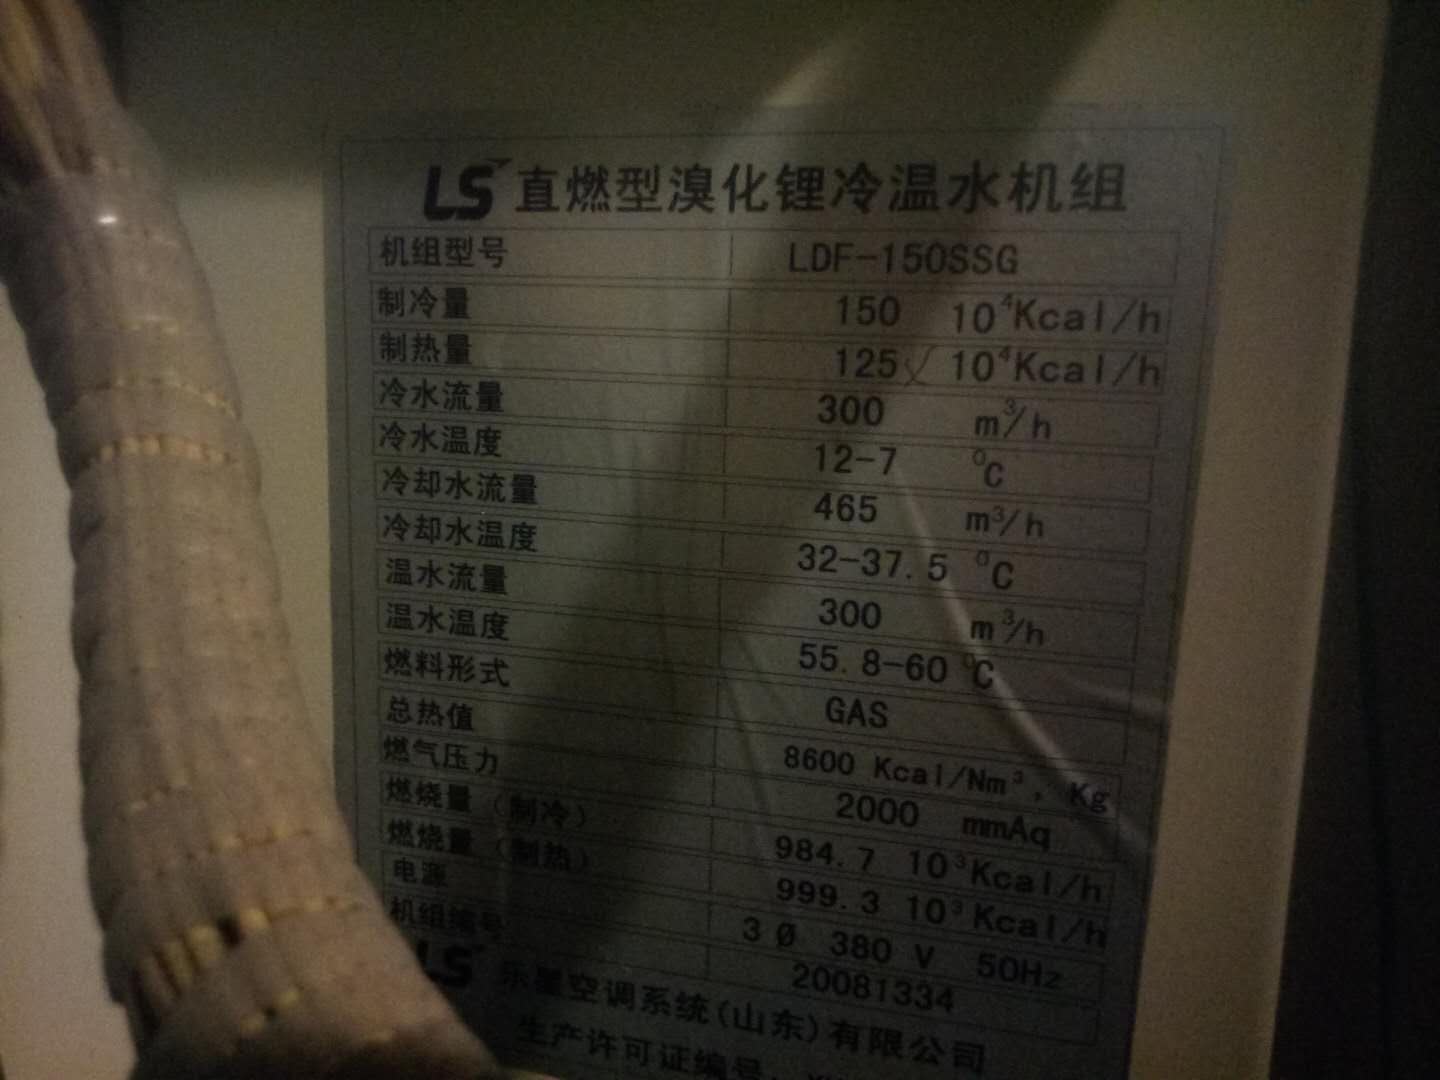 LS 直燃型溴化锂冷温水机组
机组型号 LDF-150SSG
制冷量 150 10⁴Kcal/h
制热量 125 10⁴Kcal/h
冷水流量 300 m³/h
冷水温度 12-7 ⁰C
冷却水流量 465 m³/h
冷却水温度 32-37.5 ⁰C
温水流量 300 m³/h
温水温度 55.8-60 ⁰C
燃料形式 GAS
总热值 8600 Kcal/Nm³, Kg
燃气压力 2000 mmAq
燃烧量(制冷) 984.7 10³Kcal/h
燃烧量(制热) 999.3 10³Kcal/h
电源 3Ø 380 V 50Hz
机组编号 20081334
LS 乐星空调系统(山东)有限公司
生产许可证编号: